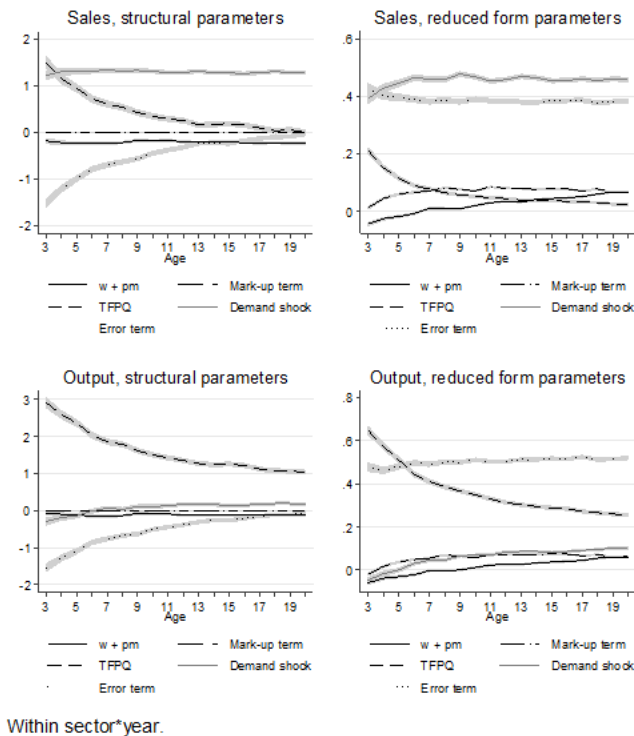 Sales, structural parameters
2
1
0
-1
-2
3 5 7 9 11 13 15 17 19
Age
w + pm Mark-up term
TFPQ Demand shock
Error term
Sales, reduced form parameters
.6
.4
.2
0
3 5 7 9 11 13 15 17 19
Age
w + pm Mark-up term
TFPQ Demand shock
Error term
Output, structural parameters
3
2
1
0
-1
-2
3 5 7 9 11 13 15 17 19
Age
w + pm Mark-up term
TFPQ Demand shock
Error term
Output, reduced form parameters
.8
.6
.4
.2
0
3 5 7 9 11 13 15 17 19
Age
w + pm Mark-up term
TFPQ Demand shock
Error term
Within sector*year.